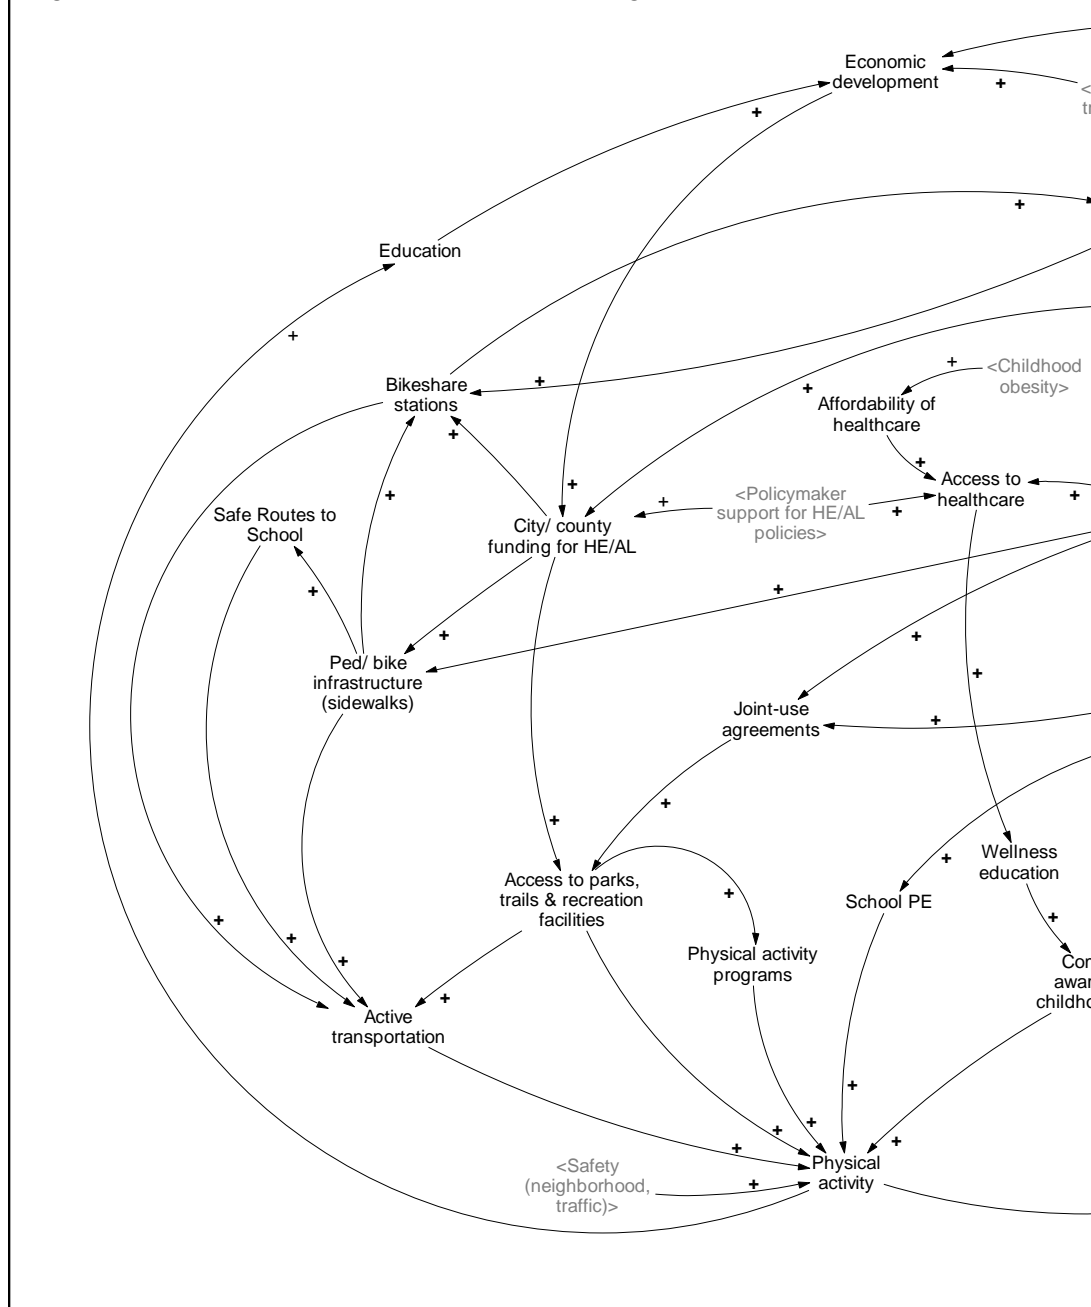 Economic
development
+
+
+
Education
+
Bikeshare
stations
+
+
<Childhood
obesity>
+
Affordability of
healthcare
+
+
+
+
Access to
healthcare
+
<Policymaker
support for HE/AL
policies>
+
+
+
City/ county
funding for HE/AL
Safe Routes to
School
+
+
+
+
Ped/ bike
infrastructure
(sidewalks)
+
+
Joint-use
agreements
+
+
+
Wellness
education
+
School PE
+
Access to parks,
trails & recreation
facilities
+
Physical activity
programs
+
+
+
+
Active
transportation
+
+
+
+
+
+
Physical
activity
<Safety
(neighborhood,
traffic)>
+